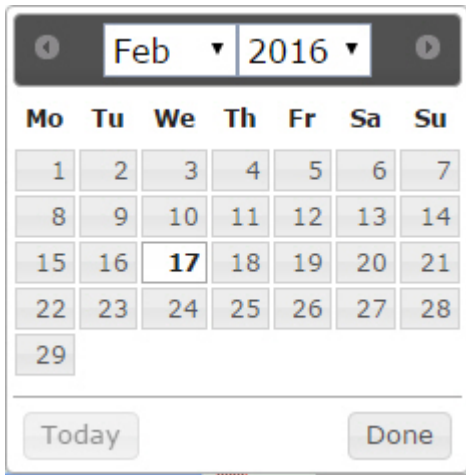 Feb 2016
Mo Tu We Th Fr Sa Su
1 2 3 4 5 6 7
8 9 10 11 12 13 14
15 16 17 18 19 20 21
22 23 24 25 26 27 28
29
Today Done